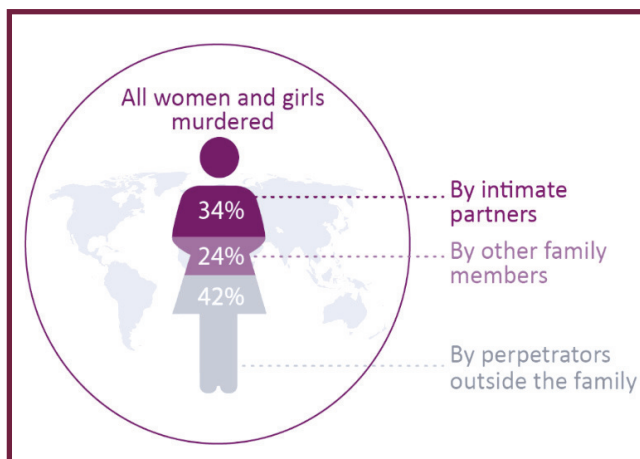 All women and girls
murdered
34%
By intimate
partners
24%
By other family
members
42%
By perpetrators
outside the family